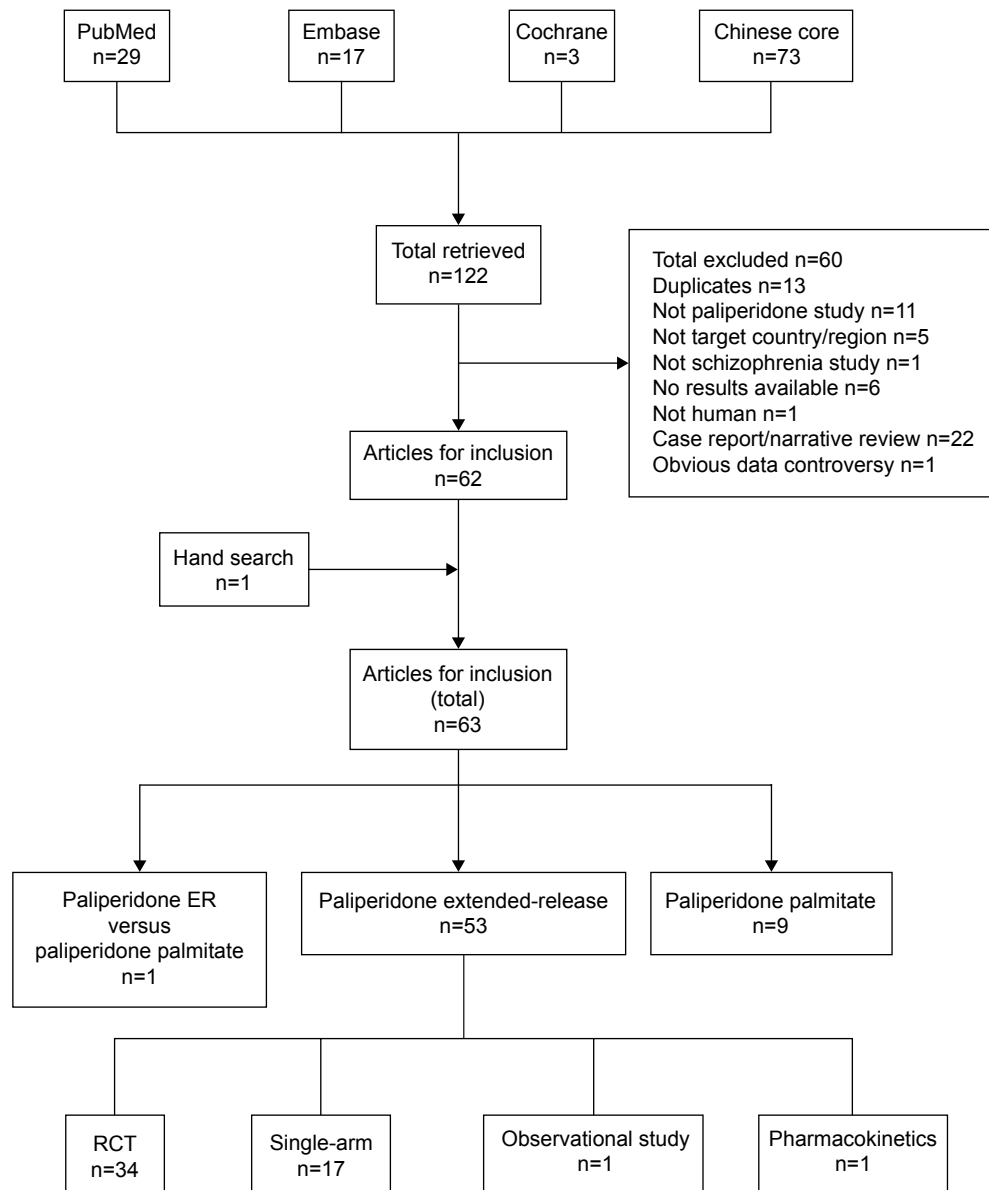 PubMed
n=29
Embase
n=17
Cochrane
n=3
Chinese core
n=73
Total retrieved
n=122
Total excluded n=60
Duplicates n=13
Not paliperidone study n=11
Not target country/region n=5
Not schizophrenia study n=1
No results available n=6
Not human n=1
Case report/narrative review n=22
Obvious data controversy n=1
Articles for inclusion
n=62
Hand search
n=1
Articles for inclusion
(total)
n=63
Paliperidone ER
versus
paliperidone palmitate
n=1
Paliperidone extended-release
n=53
Paliperidone palmitate
n=9
RCT
n=34
Single-arm
n=17
Observational study
n=1
Pharmacokinetics
n=1